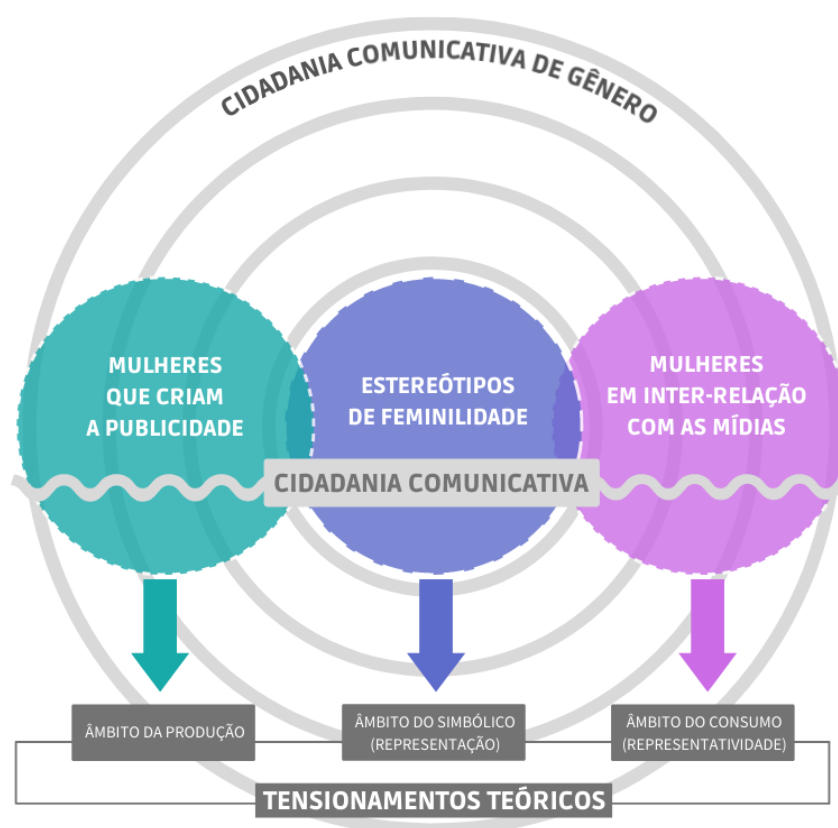 CIDADANIA COMUNICATIVA DE GÊNERO
MULHERES
QUE CRIAM
A PUBLICIDADE
ESTEREÓTIPOS
DE FEMINILIDADE
MULHERES
EM INTER-RELAÇÃO
COM AS MÍDIAS
CIDADANIA COMUNICATIVA
ÂMBITO DA PRODUÇÃO
ÂMBITO DO SIMBÓLICO
(REPRESENTAÇÃO)
ÂMBITO DO CONSUMO
(REPRESENTATIVIDADE)
TENSIONAMENTOS TEÓRICOS